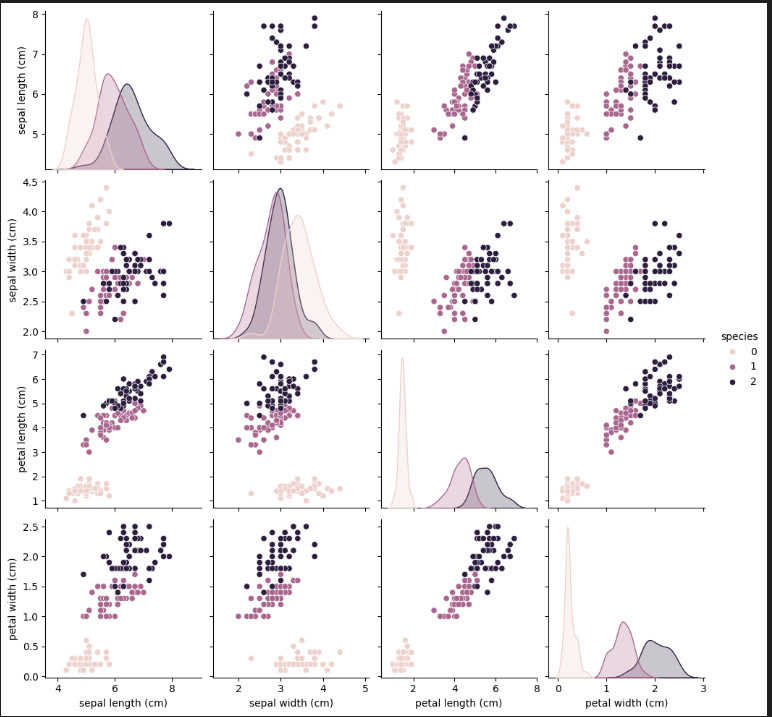 8
7
6
5
sepal length (cm)
4.5
4.0
3.5
3.0
2.5
2.0
sepal width (cm)
species
0
1
2
7
6
5
4
3
2
1
petal length (cm)
2.5
2.0
1.5
1.0
0.5
0.0
petal width (cm)
4 6 8
sepal length (cm)
2 3 4 5
sepal width (cm)
2 4 6 8
petal length (cm)
0 1 2 3
petal width (cm)